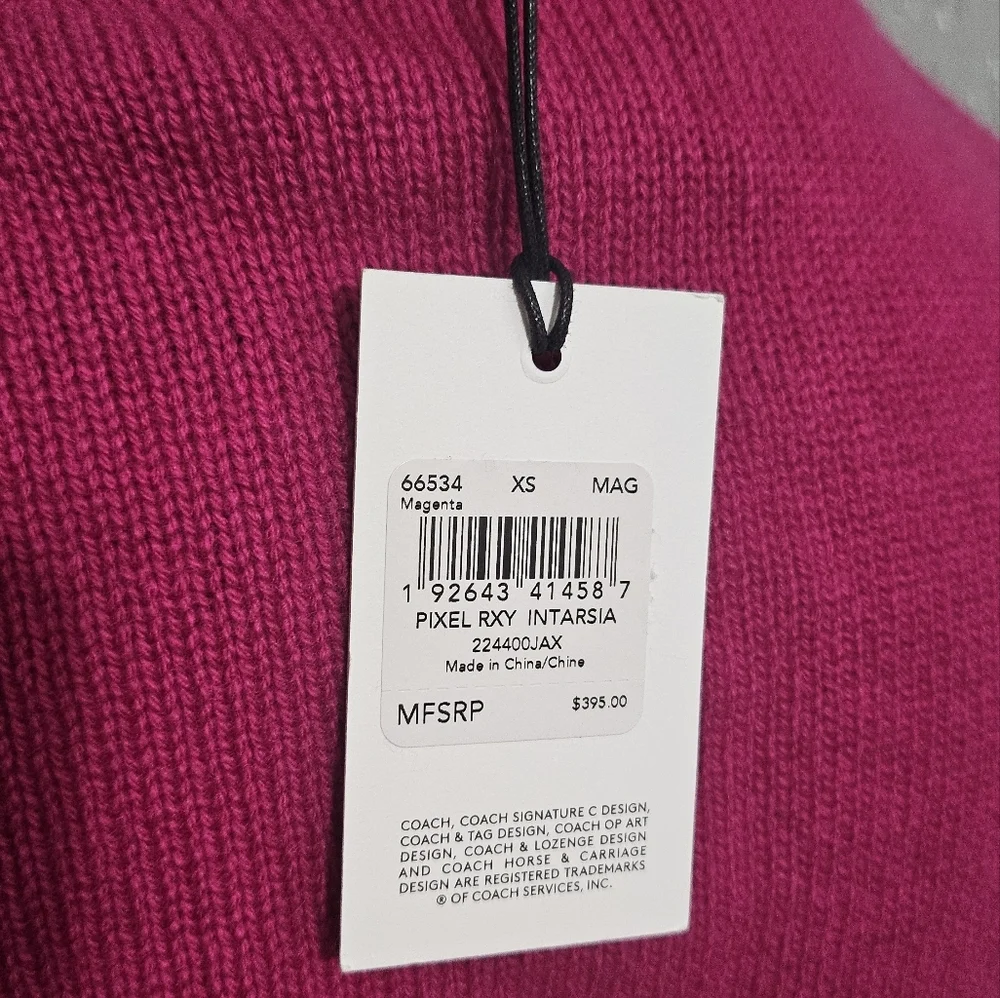 66534 XS MAG
Magenta
1 92643 41458 7
PIXEL RXY INTARSIA
224400JAX
Made in China/Chine
MFSRP $395.00
COACH, COACH SIGNATURE C DESIGN,
COACH & TAG DESIGN, COACH OP ART
DESIGN, COACH & LOZENGE DESIGN
AND COACH HORSE & CARRIAGE
DESIGN ARE REGISTERED TRADEMARKS
® OF COACH SERVICES, INC.